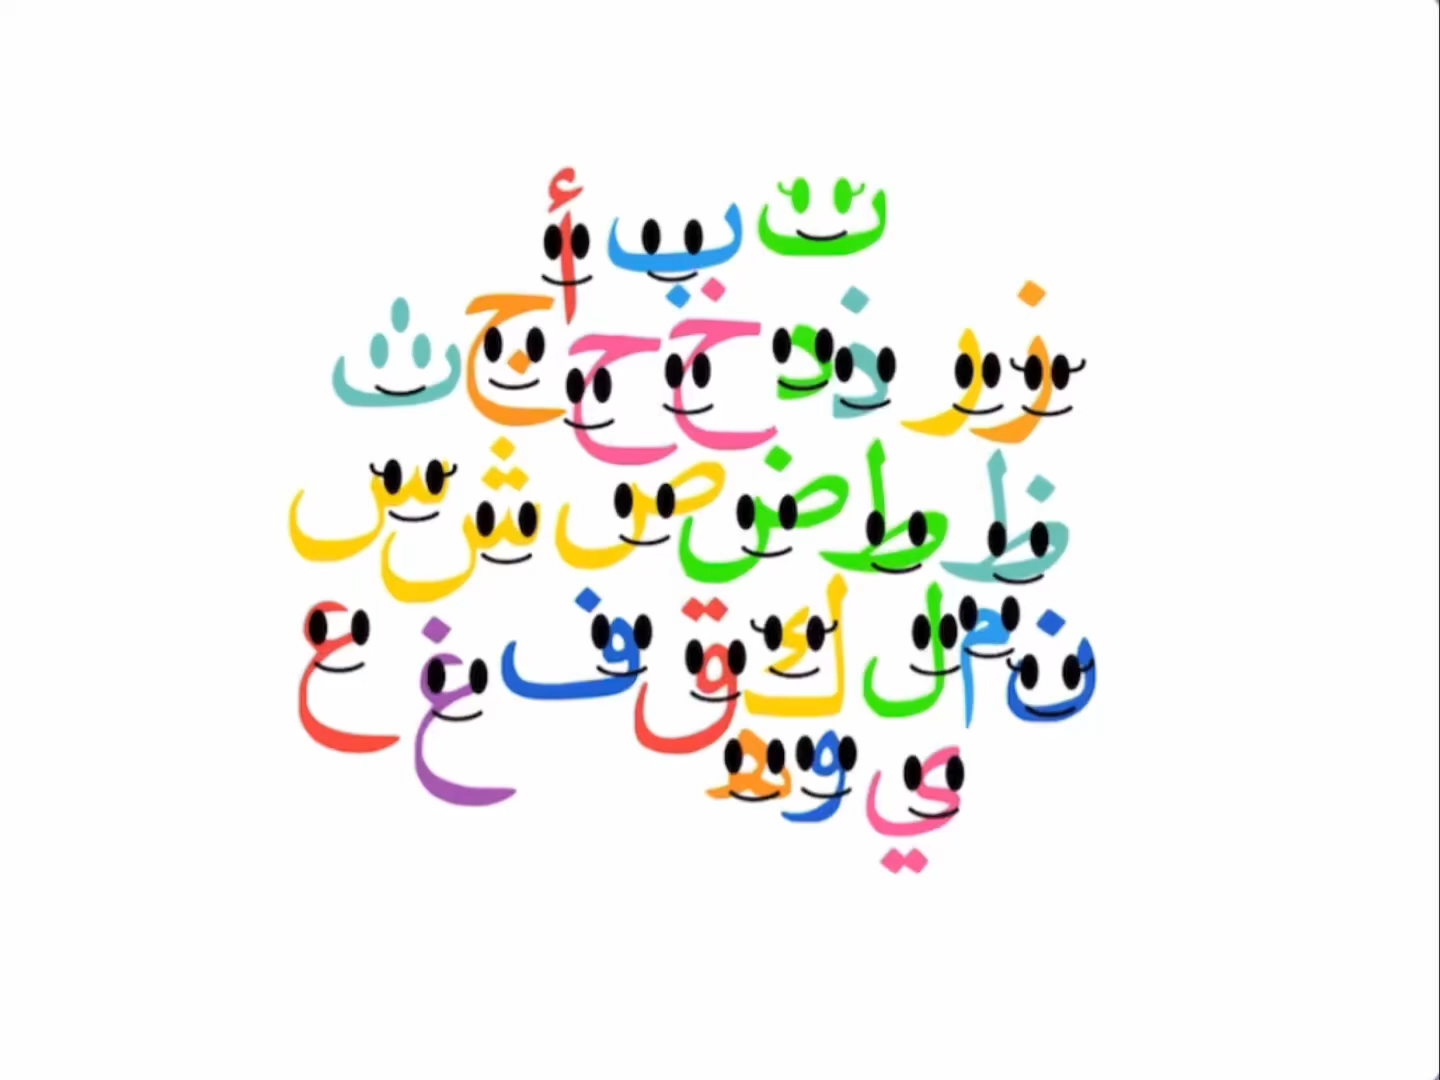 أ ب ت
ث ج ح خ د ذ ر ز
س ش ص ض ط ظ
ع غ ف ق ك ل م ن
ه و ي